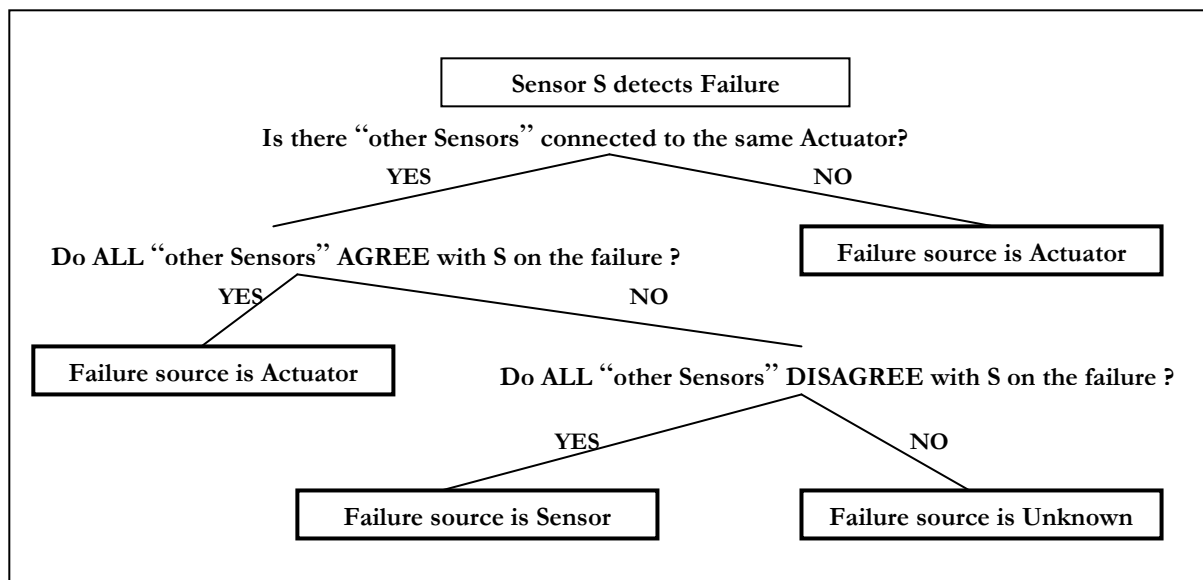 Sensor S detects Failure
Is there “other Sensors” connected to the same Actuator?
YES
NO
Do ALL “other Sensors” AGREE with S on the failure ?
Failure source is Actuator
YES
NO
Failure source is Actuator
Do ALL “other Sensors” DISAGREE with S on the failure ?
YES
NO
Failure source is Sensor
Failure source is Unknown